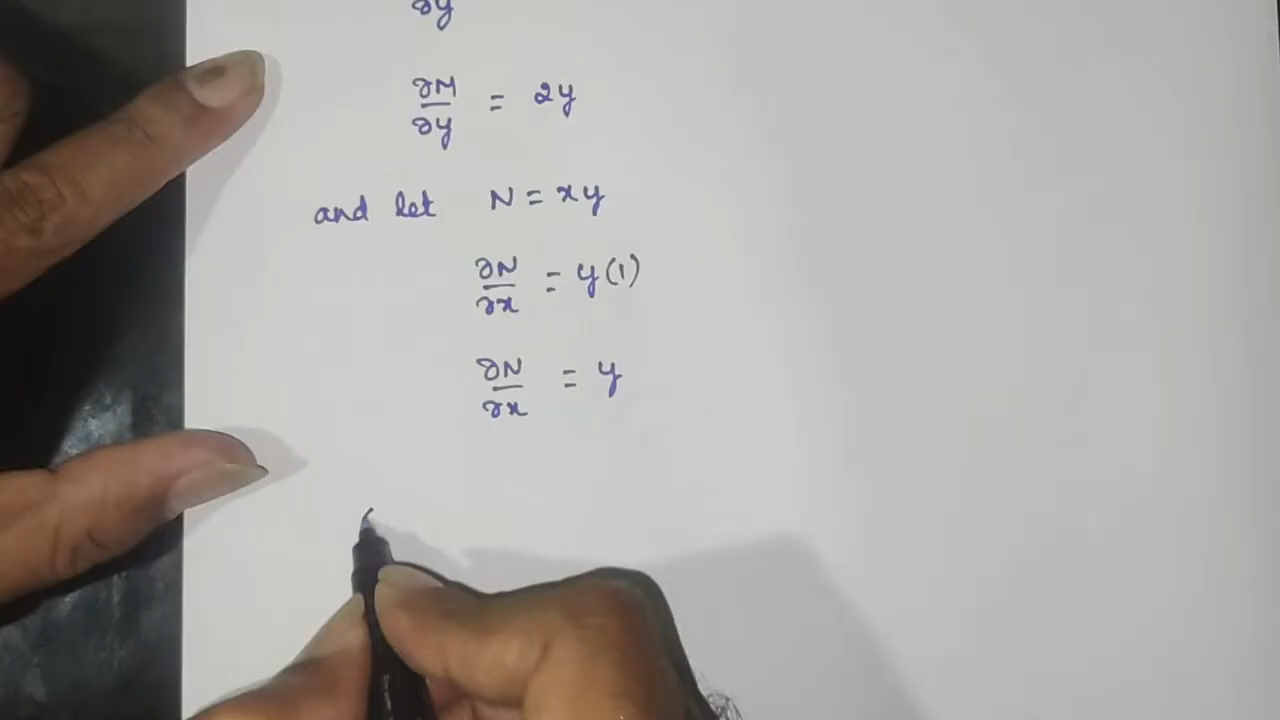 ∂y
∂M/∂y = 2y
and let N = xy
∂N/∂x = y(1)
∂N/∂x = y